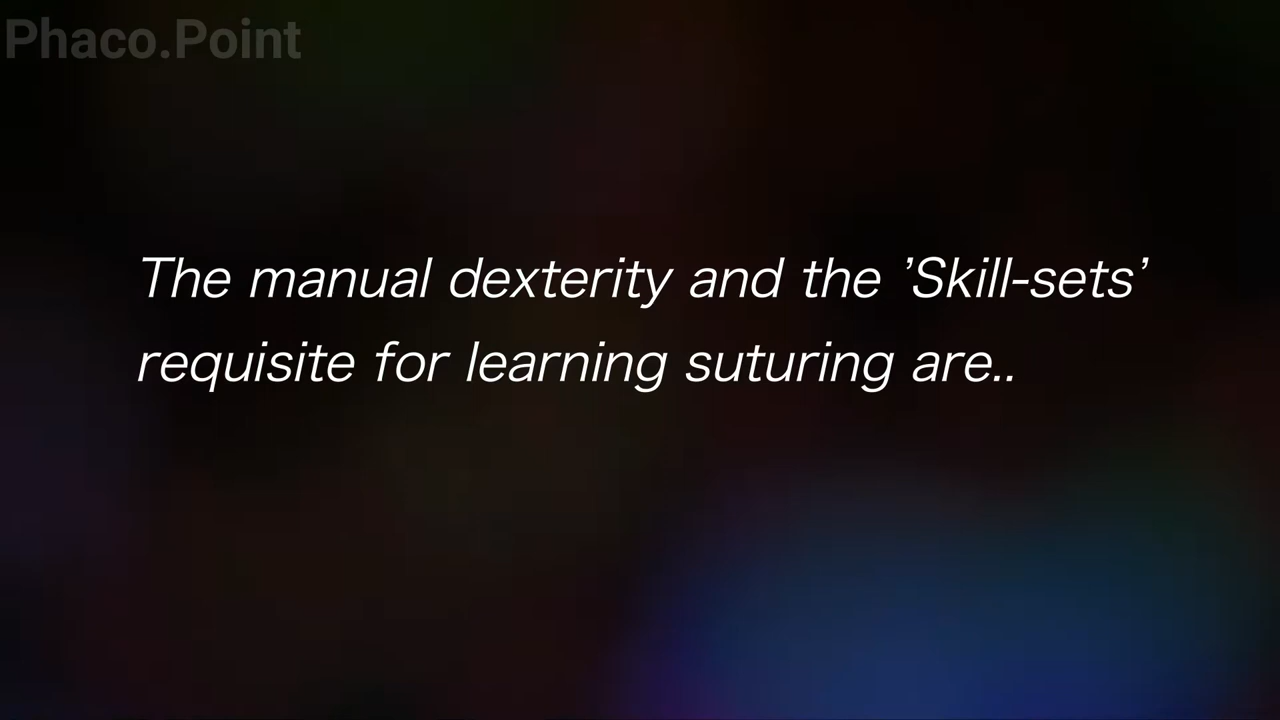 Phaco.Point
The manual dexterity and the ’Skill-sets’
requisite for learning suturing are..